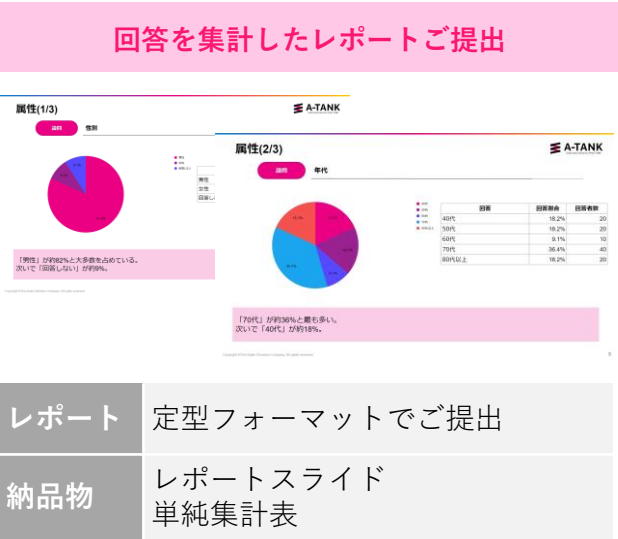 回答を集計したレポートご提出
属性(1/3)
A-TANK
設問 性別
男性
女性
「男性」が約82%と大多数を占めている。
次いで「回答しない」が約9%。
属性(2/3)
A-TANK
設問 年代
回答 回答割合 回答者数
40代 18.2% 20
50代 18.2% 20
60代 9.1% 10
70代 36.4% 40
80代以上 18.2% 20
「70代」が約36%と最も多い。
次いで「40代」が約18%。
レポート 定型フォーマットでご提出
納品物 レポートスライド
単純集計表